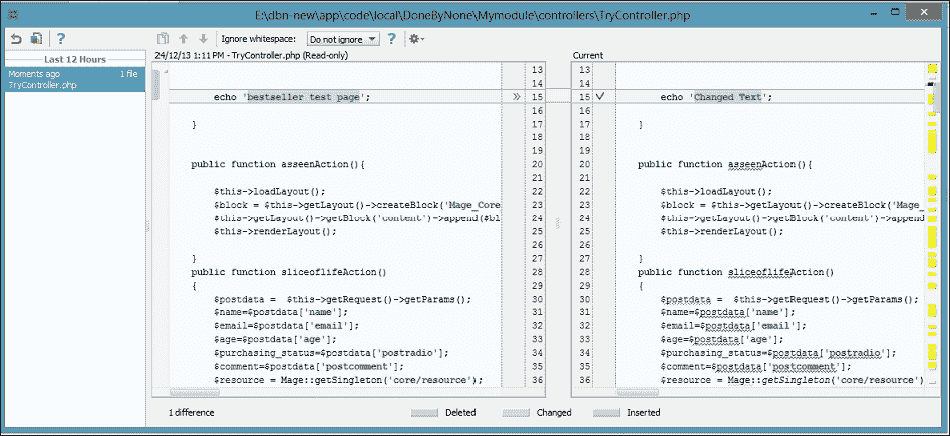 E:\dbn-new\app\code\local\DoneByNone\Mymodule\controllers\TryController.php
Ignore whitespace: Do not ignore
Last 12 Hours
Moments ago 1 file
TryController.php
24/12/13 1:11 PM - TryController.php (Read-only)
13
14
echo 'bestseller test page'; » 15
16
} 17
18
19
public function asseenAction(){ 20
21
$this->loadLayout(); 22
$block = $this->getLayout()->createBlock('Mage_Core 23
$this->getLayout()->getBlock('content')->append($bl 24
$this->renderLayout(); 25
26
} 27
public function sliceoflifeAction() 28
{ 29
$postdata = $this->getRequest()->getParams(); 30
$name=$postdata['name']; 31
$email=$postdata['email']; 32
$age=$postdata['age']; 33
$purchasing_status=$postdata['postradio']; 34
$comment=$postdata['postcomment']; 35
$resource = Mage::getSingleton('core/resource'); 36
Current
13
14
15 echo 'Changed Text';
16
17 }
18
19
20 public function asseenAction(){
21
22 $this->loadLayout();
23 $block = $this->getLayout()->createBlock('Mage_
24 $this->getLayout()->getBlock('content')->append
25 $this->renderLayout();
26
27 }
28 public function sliceoflifeAction()
29 {
30 $postdata = $this->getRequest()->getParams();
31 $name=$postdata['name'];
32 $email=$postdata['email'];
33 $age=$postdata['age'];
34 $purchasing_status=$postdata['postradio'];
35 $comment=$postdata['postcomment'];
36 $resource = Mage::getSingleton('core/resource')
1 difference Deleted Changed Inserted